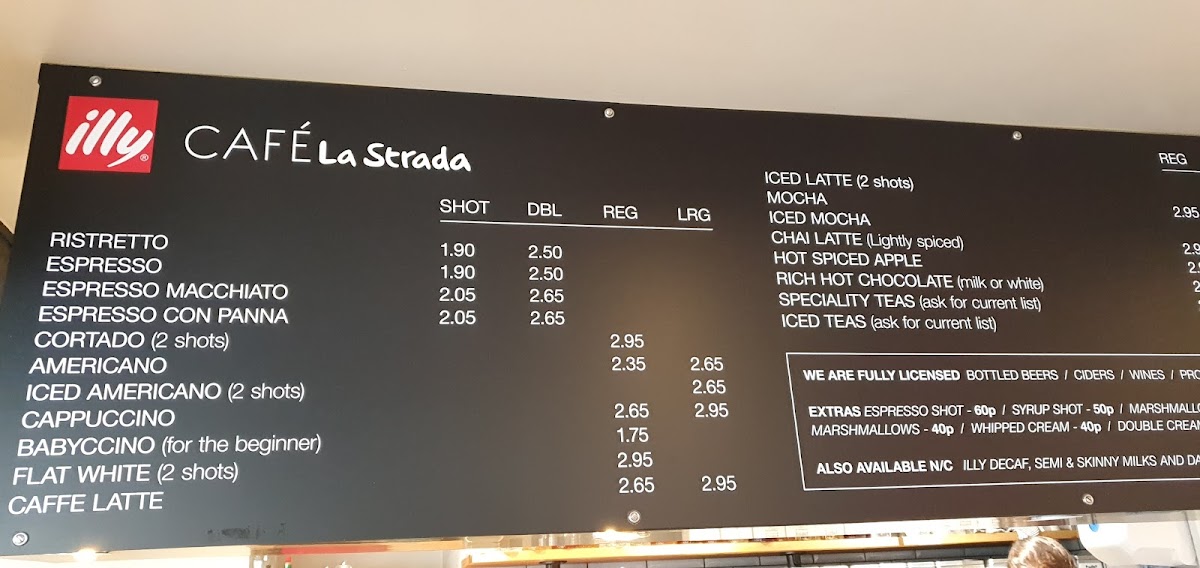 illy® CAFÉ La Strada
SHOT DBL REG LRG
RISTRETTO 1.90 2.50
ESPRESSO 1.90 2.50
ESPRESSO MACCHIATO 2.05 2.65
ESPRESSO CON PANNA 2.05 2.65
CORTADO (2 shots) 2.95
AMERICANO 2.35 2.65
ICED AMERICANO (2 shots) 2.65
CAPPUCCINO 2.65 2.95
BABYCCINO (for the beginner) 1.75
FLAT WHITE (2 shots) 2.95
CAFFE LATTE 2.65 2.95
REG
ICED LATTE (2 shots)
MOCHA 2.95
ICED MOCHA
CHAI LATTE (Lightly spiced)
HOT SPICED APPLE
RICH HOT CHOCOLATE (milk or white)
SPECIALITY TEAS (ask for current list)
ICED TEAS (ask for current list)
WE ARE FULLY LICENSED BOTTLED BEERS / CIDERS / WINES /
EXTRAS ESPRESSO SHOT - 60p / SYRUP SHOT - 50p / MARSHMALLOW
MARSHMALLOWS - 40p / WHIPPED CREAM - 40p / DOUBLE CREAM
ALSO AVAILABLE N/C ILLY DECAF, SEMI & SKINNY MILKS AND